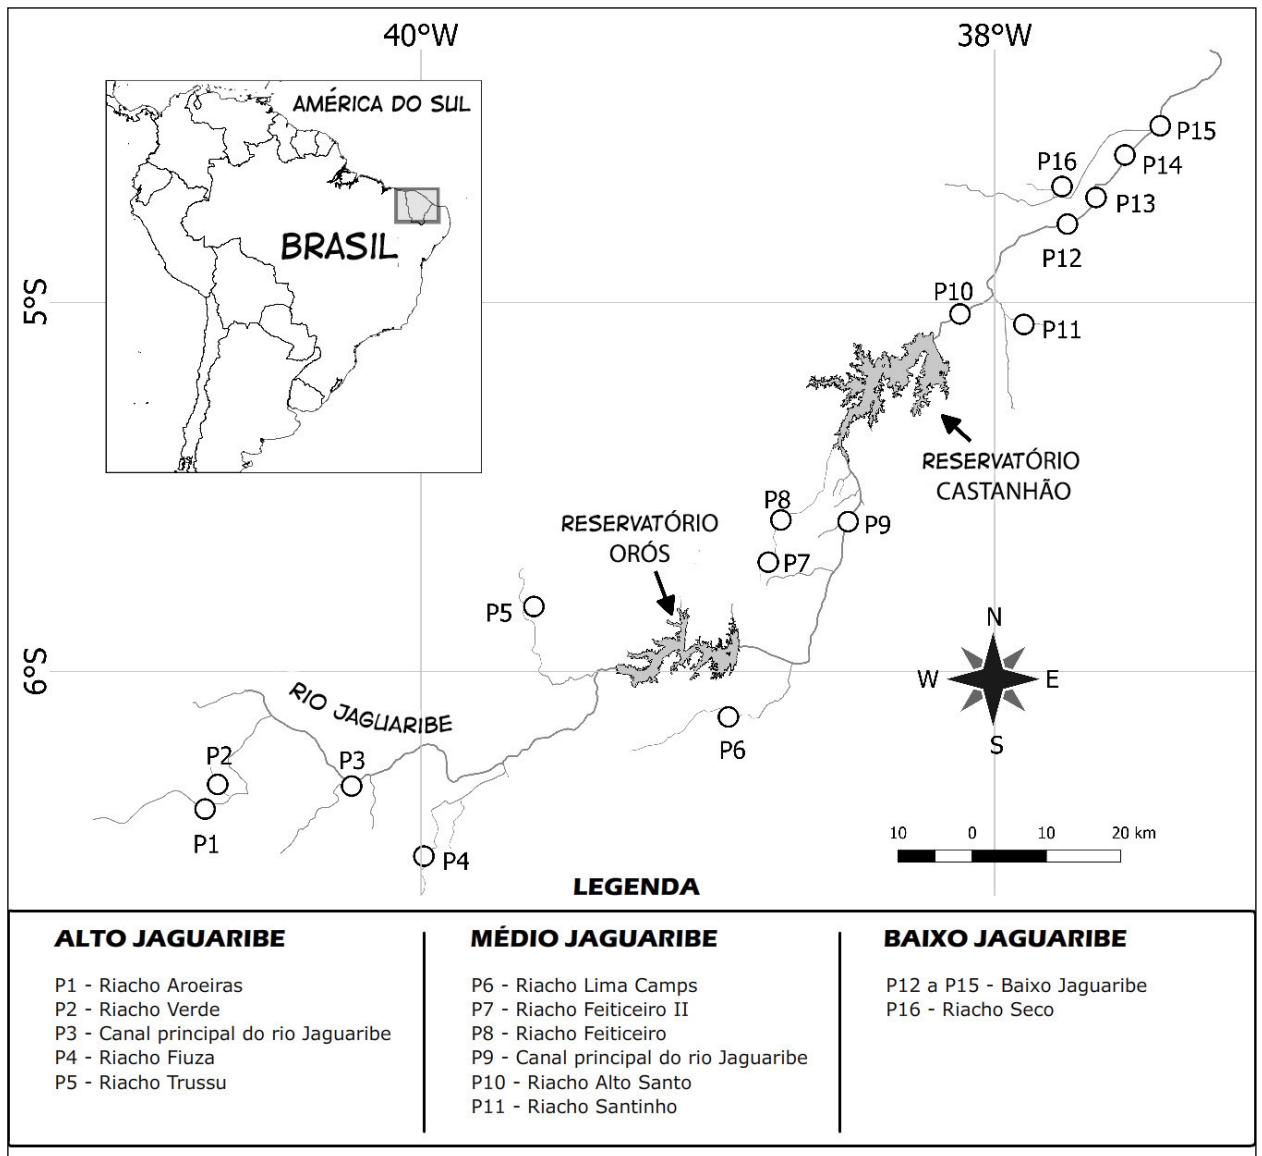 40°W
38°W
AMÉRICA DO SUL
BRASIL
5°S
6°S
P15
P14
P16
P13
P12
P10
P11
RESERVATÓRIO
CASTANHÃO
P8
P9
RESERVATÓRIO
ORÓS
P7
P5
N
W
E
S
RIO JAGUARIBE
P6
P2
P3
P1
P4
10 0 10 20 km
LEGENDA
ALTO JAGUARIBE
P1 - Riacho Aroeiras
P2 - Riacho Verde
P3 - Canal principal do rio Jaguaribe
P4 - Riacho Fiuza
P5 - Riacho Trussu
MÉDIO JAGUARIBE
P6 - Riacho Lima Camps
P7 - Riacho Feiticeiro II
P8 - Riacho Feiticeiro
P9 - Canal principal do rio Jaguaribe
P10 - Riacho Alto Santo
P11 - Riacho Santinho
BAIXO JAGUARIBE
P12 a P15 - Baixo Jaguaribe
P16 - Riacho Seco